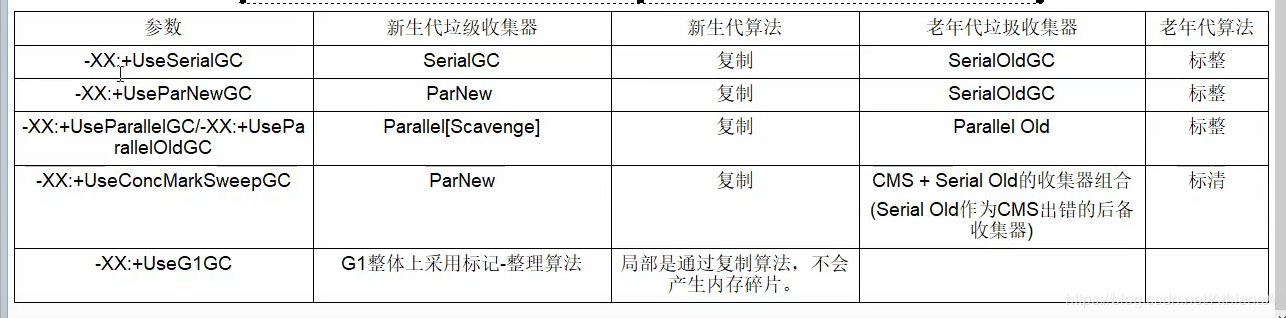 参数 新生代垃圾收集器 新生代算法 老年代垃圾收集器 老年代算法
-XX:+UseSerialGC SerialGC 复制 SerialOldGC 标整
-XX:+UseParNewGC ParNew 复制 SerialOldGC 标整
-XX:+UseParallelGC/-XX:+UsePa Parallel[Scavenge] 复制 Parallel Old 标整
rallelOldGC
-XX:+UseConcMarkSweepGC ParNew 复制 CMS + Serial Old的收集器组合 标清
(Serial Old作为CMS出错的后备
收集器)
-XX:+UseG1GC G1整体上采用标记-整理算法 局部是通过复制算法，不会
产生内存碎片。